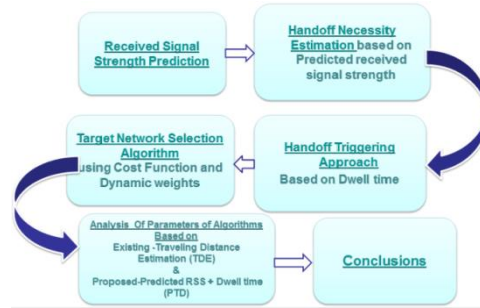 Received Signal
Strength Prediction
Handoff Necessity
Estimation based on
Predicted received
signal strength
Handoff Triggering
Approach
Based on Dwell time
Target Network Selection
Algorithm
using Cost Function and
Dynamic weights
Analysis Of Parameters of Algorithms
Based on
Existing -Traveling Distance
Estimation (TDE)
&
Proposed-Predicted RSS + Dwell time
(PTD)
Conclusions